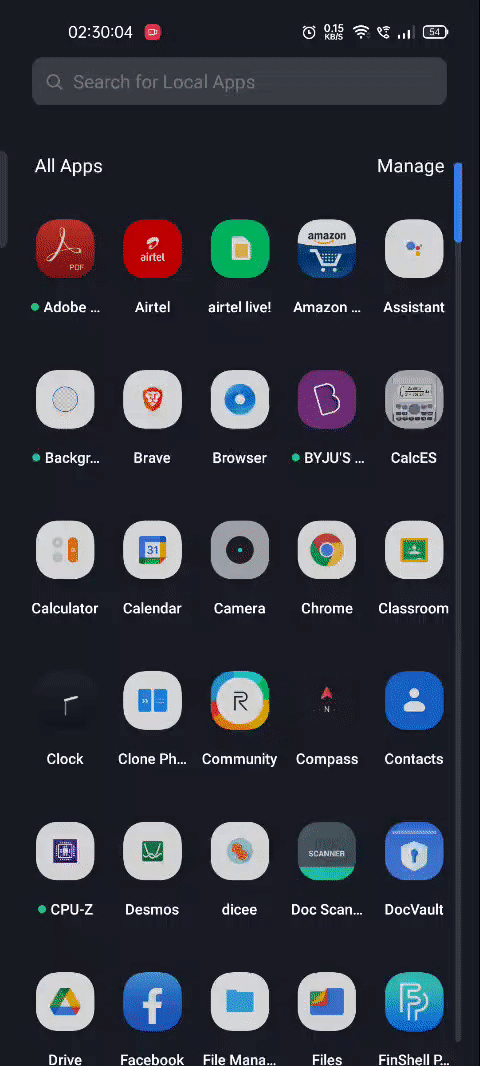 02:30:04
0.15
KB/S
54
Search for Local Apps
All Apps
Manage
PDF
airtel
amazon
Adobe ...
Airtel
airtel live!
Amazon ...
Assistant
B
Backgr...
Brave
Browser
BYJU'S ...
CalcES
31
Calculator
Calendar
Camera
Chrome
Classroom
R
N
Clock
Clone Ph...
Community
Compass
Contacts
SCANNER
CPU-Z
Desmos
dicee
Doc Scan...
DocVault
f
Drive
Facebook
File Mana...
Files
FinShell P...